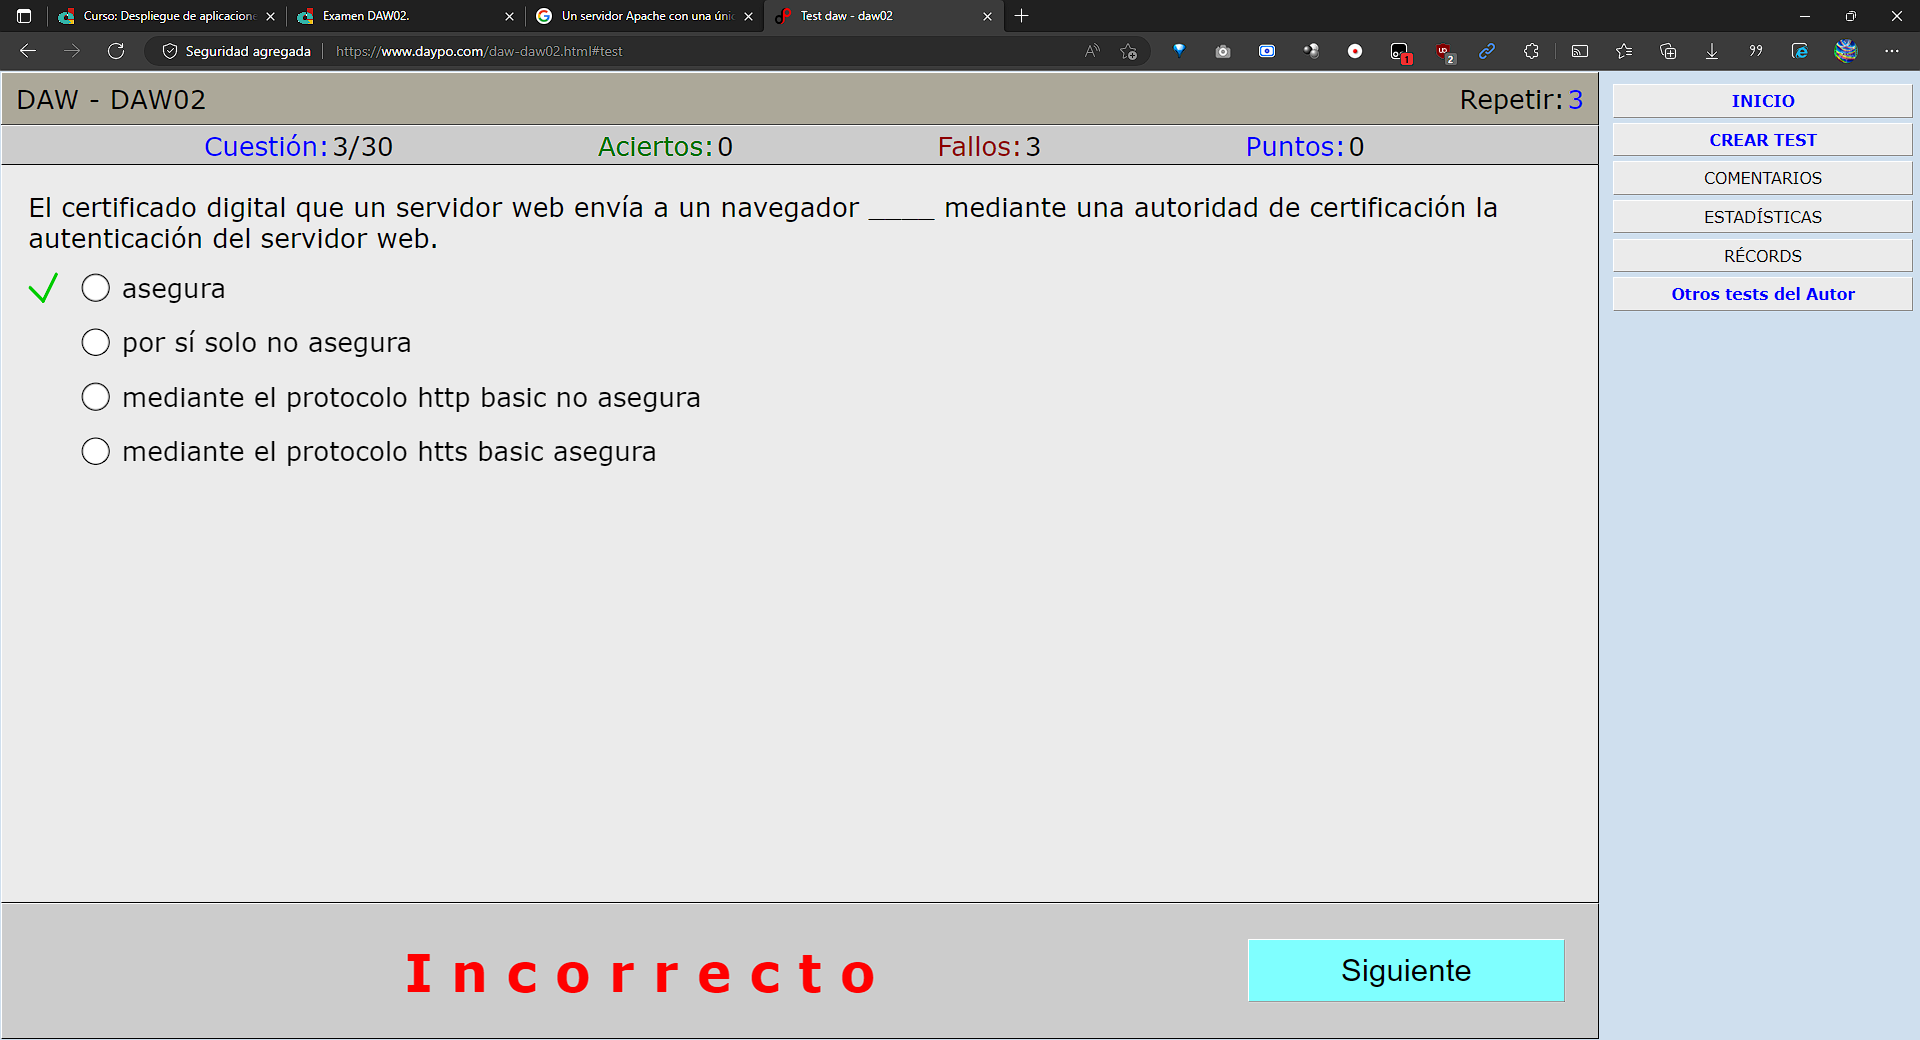 Curso: Despliegue de aplicacione
Examen DAW02.
Un servidor Apache con una únic
Test daw - daw02
Seguridad agregada
https://www.daypo.com/daw-daw02.html#test
1
2
DAW - DAW02
Repetir: 3
Cuestión: 3/30
Aciertos: 0
Fallos: 3
Puntos: 0
El certificado digital que un servidor web envía a un navegador _____ mediante una autoridad de certificación la
autenticación del servidor web.
asegura
por sí solo no asegura
mediante el protocolo http basic no asegura
mediante el protocolo htts basic asegura
Incorrecto
Siguiente
INICIO
CREAR TEST
COMENTARIOS
ESTADÍSTICAS
RÉCORDS
Otros tests del Autor